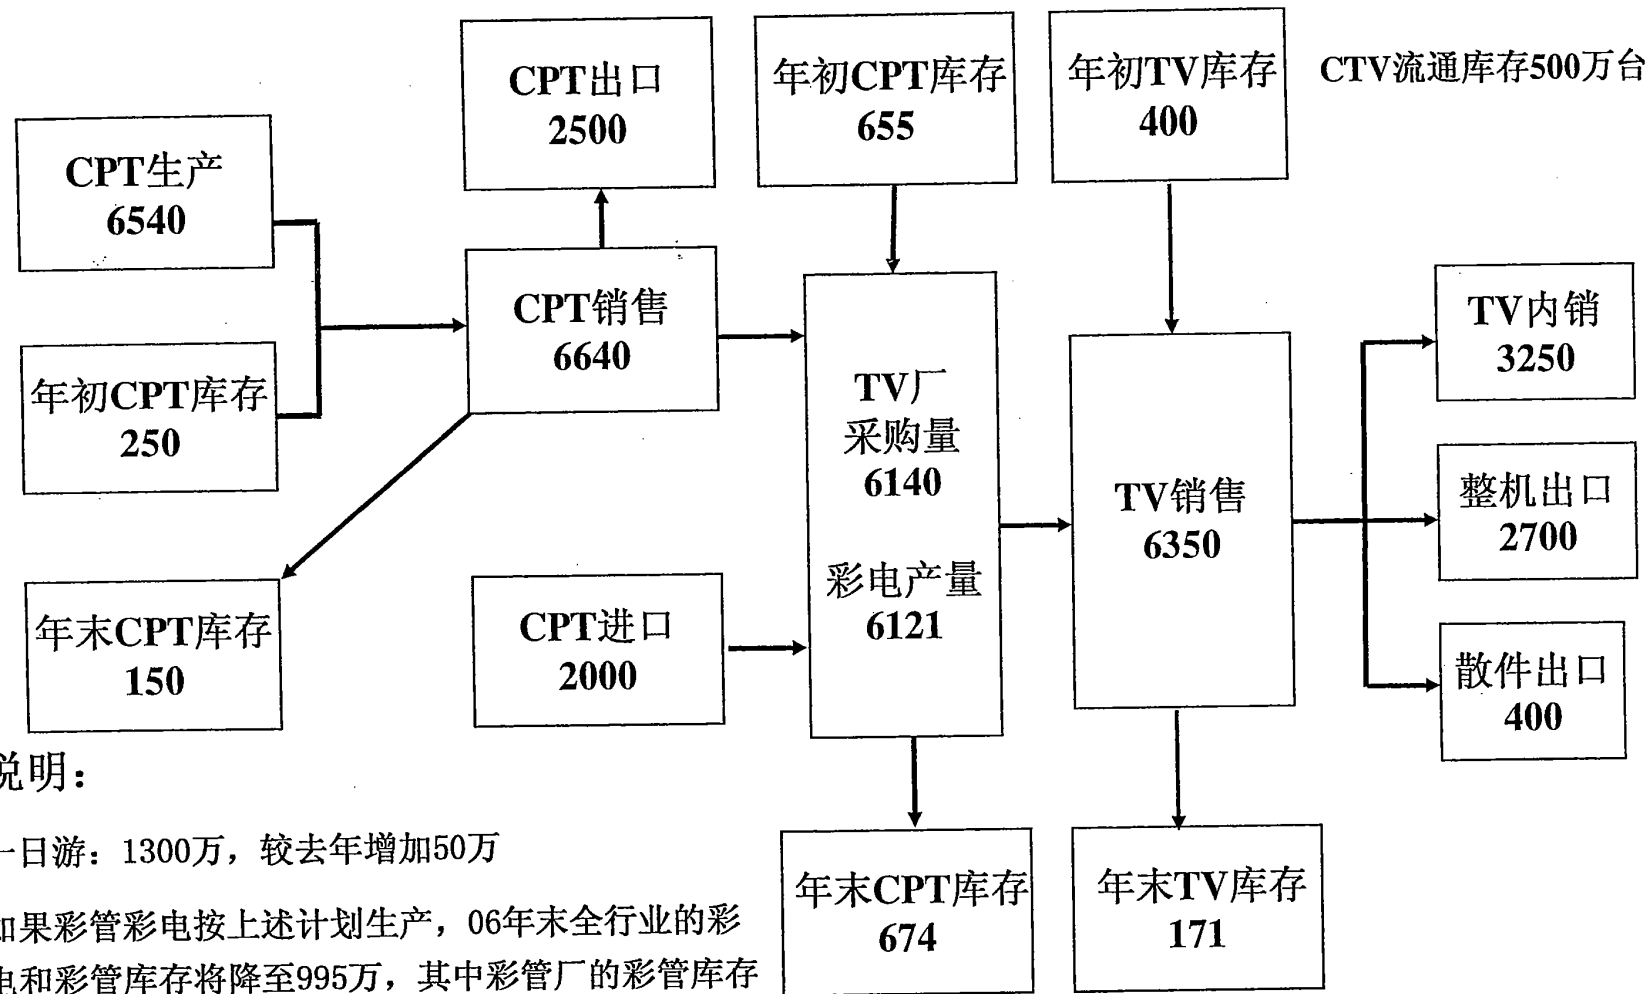 CPT出口
2500
年初CPT库存
655
年初TV库存
400
CTV流通库存500万台
CPT生产
6540
CPT销售
6640
TV内销
3250
年初CPT库存
250
TV厂
采购量
6140
彩电产量
6121
TV销售
6350
整机出口
2700
年末CPT库存
150
CPT进口
2000
散件出口
400
说明：
一日游：1300万，较去年增加50万
如果彩管彩电按上述计划生产，06年末全行业的彩
电和彩管库存将降至995万，其中彩管厂的彩管库存
年末CPT库存
674
年末TV库存
171